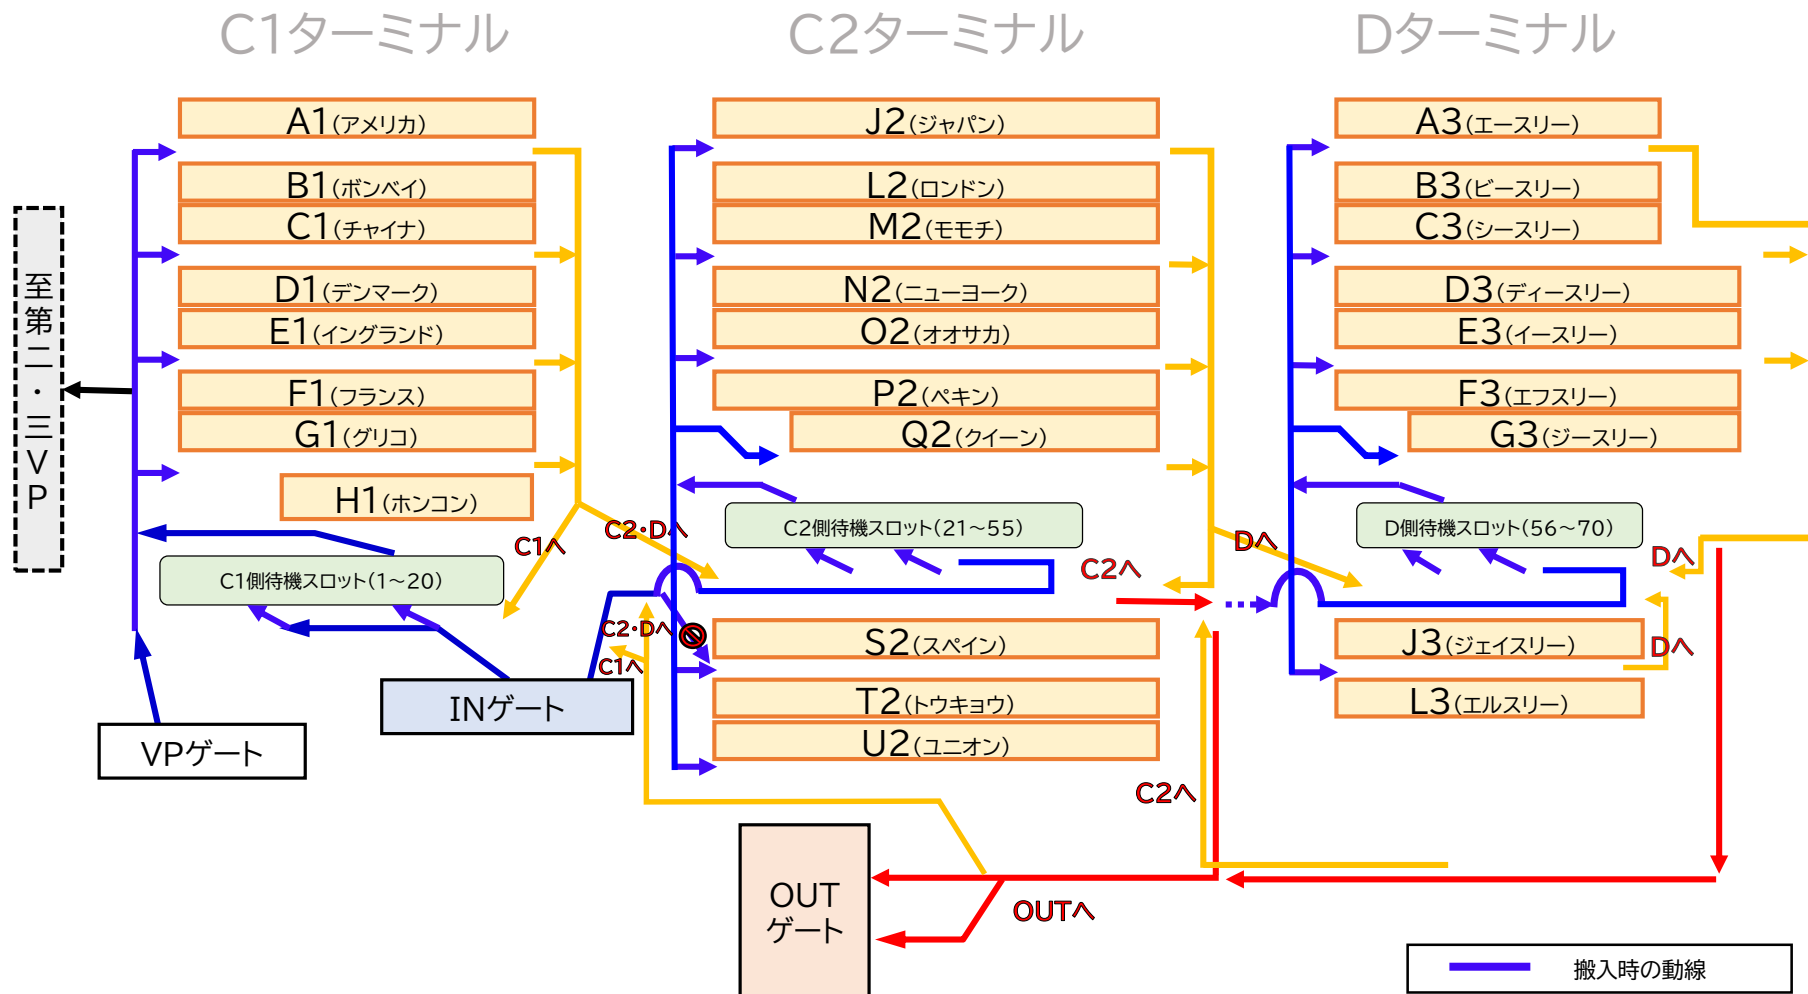 C1ターミナル
C2ターミナル
Dターミナル
A1(アメリカ)
B1(ボンベイ)
C1(チャイナ)
D1(デンマーク)
E1(イングランド)
F1(フランス)
G1(グリコ)
H1(ホンコン)
J2(ジャパン)
L2(ロンドン)
M2(モモチ)
N2(ニューヨーク)
O2(オオサカ)
P2(ペキン)
Q2(クイーン)
A3(エースリー)
B3(ビースリー)
C3(シースリー)
D3(ディースリー)
E3(イースリー)
F3(エフスリー)
G3(ジースリー)
至第二・三VP
C1側待機スロット(1～20)
C2側待機スロット(21～55)
D側待機スロット(56～70)
C1へ
C2・Dへ
C2へ
Dへ
Dへ
C2・Dへ
C1へ
S2(スペイン)
T2(トウキョウ)
U2(ユニオン)
J3(ジェイスリー)
Dへ
L3(エルスリー)
INゲート
VPゲート
C2へ
OUT
ゲート
OUTへ
搬入時の動線